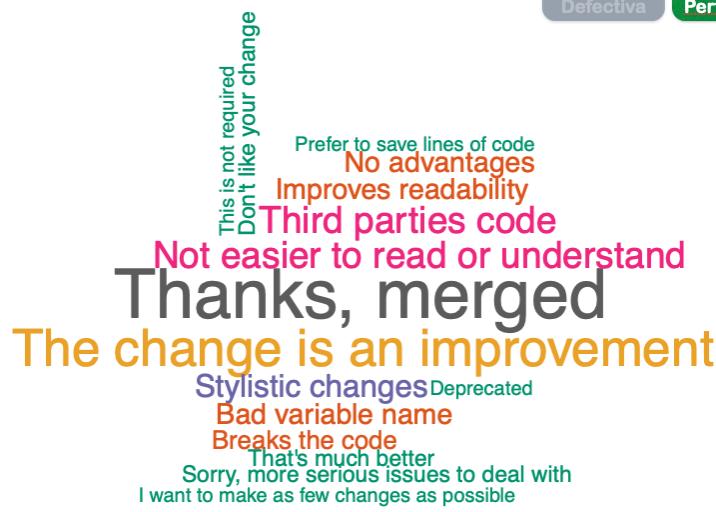 Defectiva
Per
This is not required
Don't like your change
Prefer to save lines of code
No advantages
Improves readability
Third parties code
Not easier to read or understand
Thanks, merged
The change is an improvement
Stylistic changes
Deprecated
Bad variable name
Breaks the code
That's much better
Sorry, more serious issues to deal with
I want to make as few changes as possible